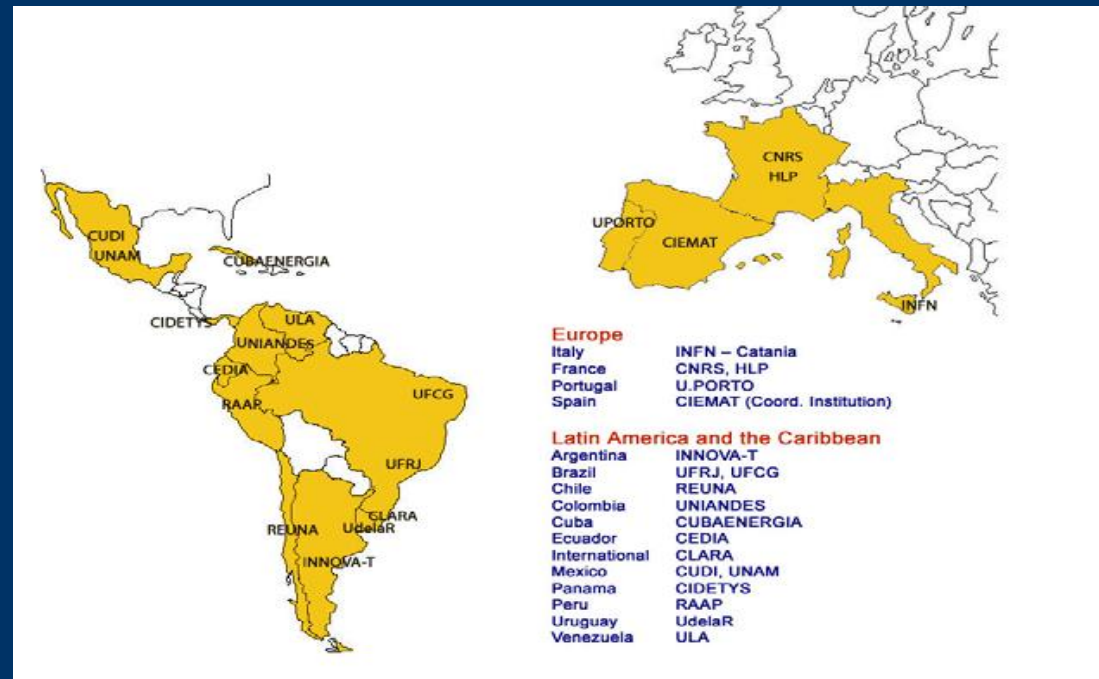 CNRS
HLP
UPORTO
CIEMAT
INFN
CUDI
UNAM
CUBAENERGIA
CIDETYS
ULA
UNIANDES
CEDIA
RAAP
UFCG
UFRJ
CLARA
REUNA
UdelaR
INNOVA-T
Europe
Italy INFN – Catania
France CNRS, HLP
Portugal U.PORTO
Spain CIEMAT (Coord. Institution)
Latin America and the Caribbean
Argentina INNOVA-T
Brazil UFRJ, UFCG
Chile REUNA
Colombia UNIANDES
Cuba CUBAENERGIA
Ecuador CEDIA
International CLARA
Mexico CUDI, UNAM
Panama CIDETYS
Peru RAAP
Uruguay UdelaR
Venezuela ULA